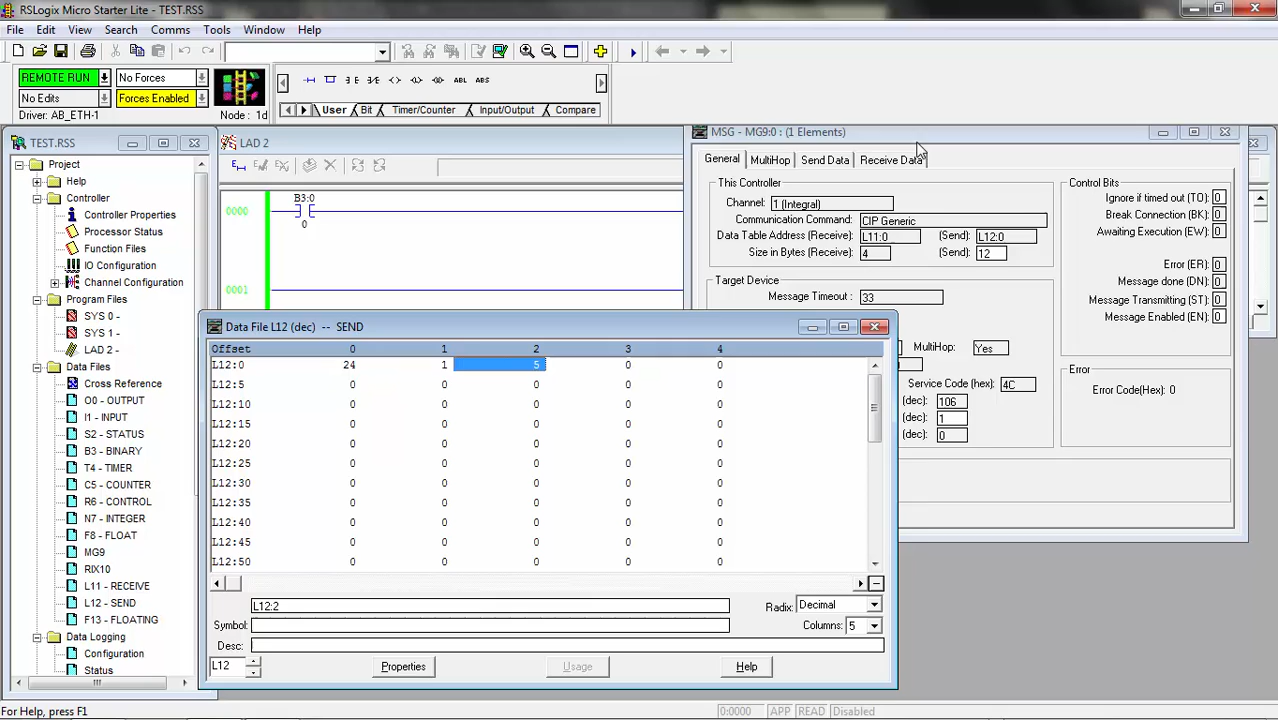 RSLogix Micro Starter Lite - TEST.RSS
File Edit View Search Comms Tools Window Help
REMOTE RUN No Forces
No Edits Forces Enabled
Driver: AB_ETH-1 Node : 1d
ABL ABS
User Bit Timer/Counter Input/Output Compare
TEST.RSS
Project
Help
Controller
Controller Properties
Processor Status
Function Files
IO Configuration
Channel Configuration
Program Files
SYS 0 -
SYS 1 -
LAD 2 -
Data Files
Cross Reference
O0 - OUTPUT
I1 - INPUT
S2 - STATUS
B3 - BINARY
T4 - TIMER
C5 - COUNTER
R6 - CONTROL
N7 - INTEGER
F8 - FLOAT
MG9
RIX10
L11 - RECEIVE
L12 - SEND
F13 - FLOATING
Data Logging
Configuration
Status
LAD 2
0000
B3:0
0
0001
MSG - MG9:0 : (1 Elements)
General MultiHop Send Data Receive Data
This Controller
Channel: 1 (Integral)
Communication Command: CIP Generic
Data Table Address (Receive): L11:0 (Send): L12:0
Size in Bytes (Receive): 4 (Send): 12
Target Device
Message Timeout : 33
MultiHop: Yes
Service Code (hex): 4C
(dec): 106
(dec): 1
(dec): 0
Control Bits
Ignore if timed out (TO): 0
Break Connection (BK): 0
Awaiting Execution (EW): 0
Error (ER): 0
Message done (DN): 0
Message Transmitting (ST): 0
Message Enabled (EN): 0
Error
Error Code(Hex): 0
Data File L12 (dec) -- SEND
Offset 0 1 2 3 4
L12:0 24 1 5 0 0
L12:5 0 0 0 0 0
L12:10 0 0 0 0 0
L12:15 0 0 0 0 0
L12:20 0 0 0 0 0
L12:25 0 0 0 0 0
L12:30 0 0 0 0 0
L12:35 0 0 0 0 0
L12:40 0 0 0 0 0
L12:45 0 0 0 0 0
L12:50 0 0 0 0 0
L12:2 Radix: Decimal
Symbol: Columns: 5
Desc:
L12 Properties Usage Help
For Help, press F1 0:0000 APP READ Disabled